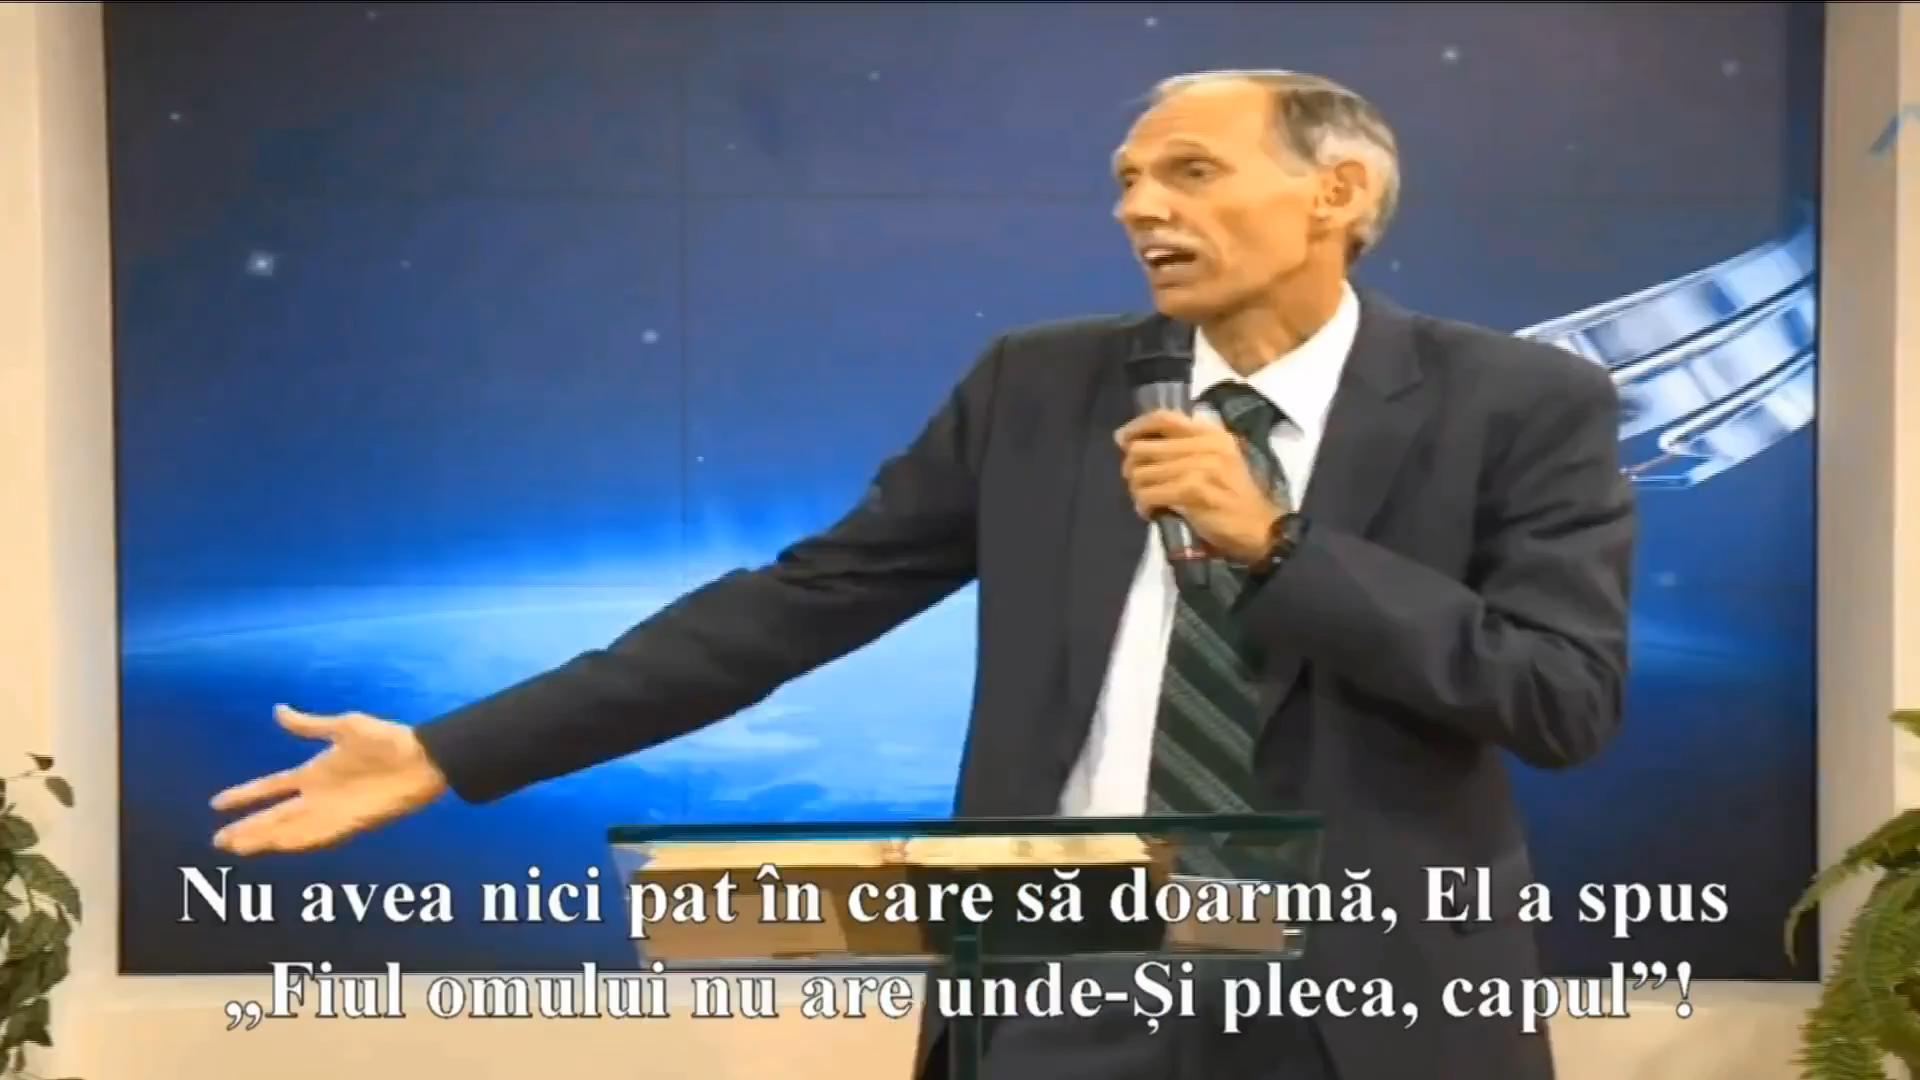 Nu avea nici pat în care să doarmă, El a spus
„Fiul omului nu are unde-Și pleca, capul”!